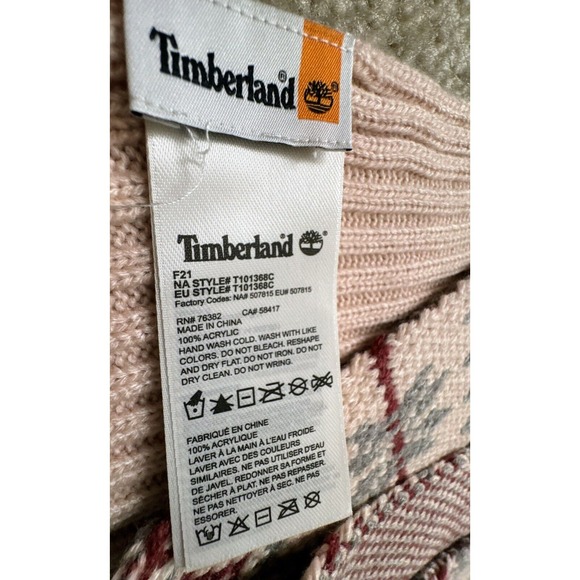 Timberland®
Timberland®
F21
NA STYLE# T101368C
EU STYLE# T101368C
Factory Codes: NA# 507815 EU# 507815
RN# 76382 CA# 58417
MADE IN CHINA
100% ACRYLIC
HAND WASH COLD. WASH WITH LIKE
COLORS. DO NOT BLEACH. RESHAPE
AND DRY FLAT. DO NOT IRON. DO NOT
DRY CLEAN. DO NOT WRING.
FABRIQUÉ EN CHINE
100% ACRYLIQUE
LAVER À LA MAIN À L'EAU FROIDE.
LAVER AVEC DES COULEURS
SIMILAIRES. NE PAS UTILISER D'EAU
DE JAVEL. REDONNER SA FORME ET
SÉCHER À PLAT. NE PAS REPASSER.
NE PAS NETTOYER À SEC. NE PAS
ESSORER.